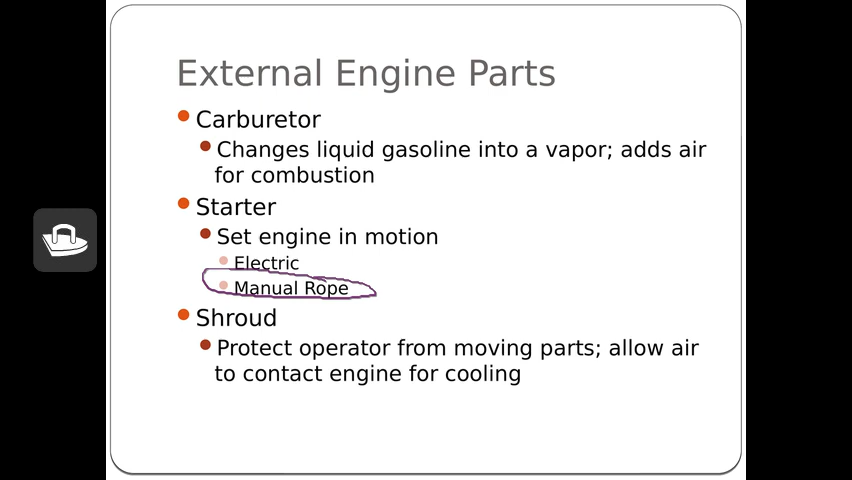 External Engine Parts
Carburetor
Changes liquid gasoline into a vapor; adds air
for combustion
Starter
Set engine in motion
Electric
Manual Rope
Shroud
Protect operator from moving parts; allow air
to contact engine for cooling